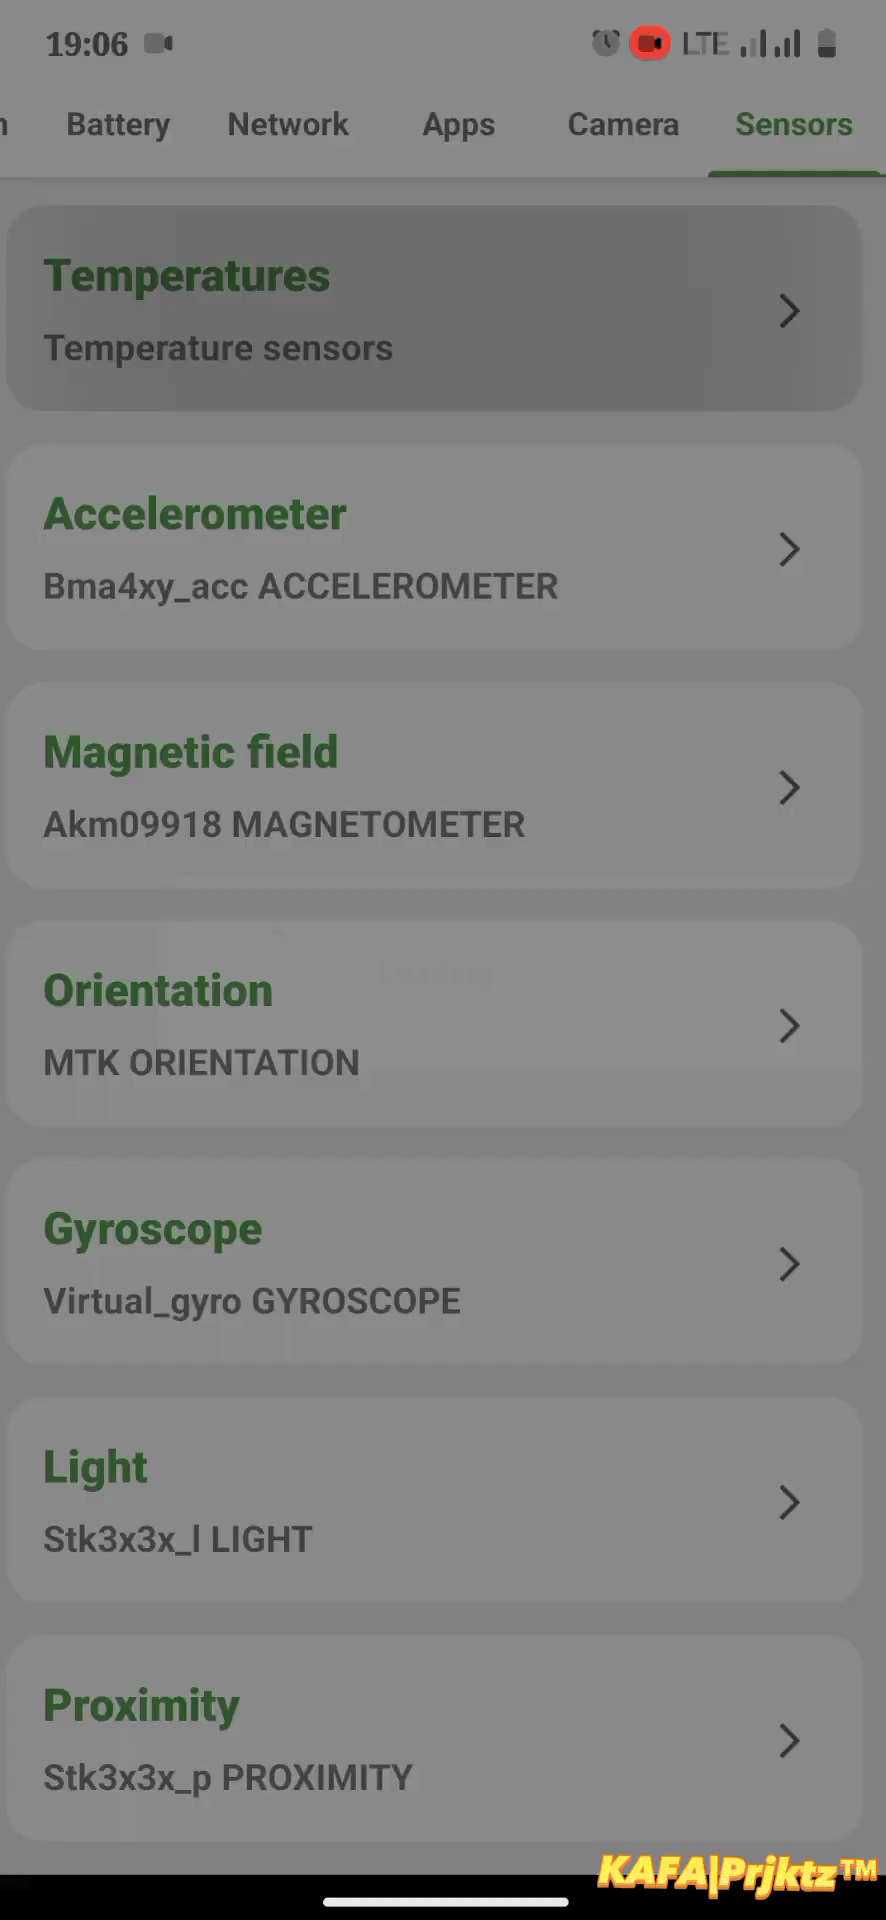 19:06 LTE
Battery Network Apps Camera Sensors
Temperatures
Temperature sensors
Accelerometer
Bma4xy_acc ACCELEROMETER
Magnetic field
Akm09918 MAGNETOMETER
Orientation
MTK ORIENTATION
Gyroscope
Virtual_gyro GYROSCOPE
Light
Stk3x3x_l LIGHT
Proximity
Stk3x3x_p PROXIMITY
KAFA|Prjktz™